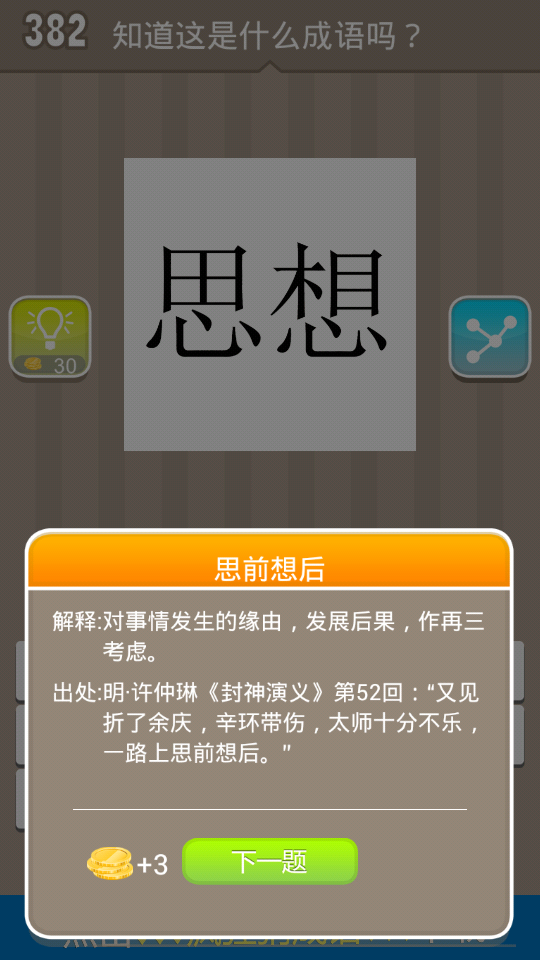 382 知道这是什么成语吗？
思想
30
思前想后
解释:对事情发生的缘由，发展后果，作再三
考虑。
出处:明·许仲琳《封神演义》第52回：“又见
折了余庆，辛环带伤，太师十分不乐，
一路上思前想后。”
+3 下一题